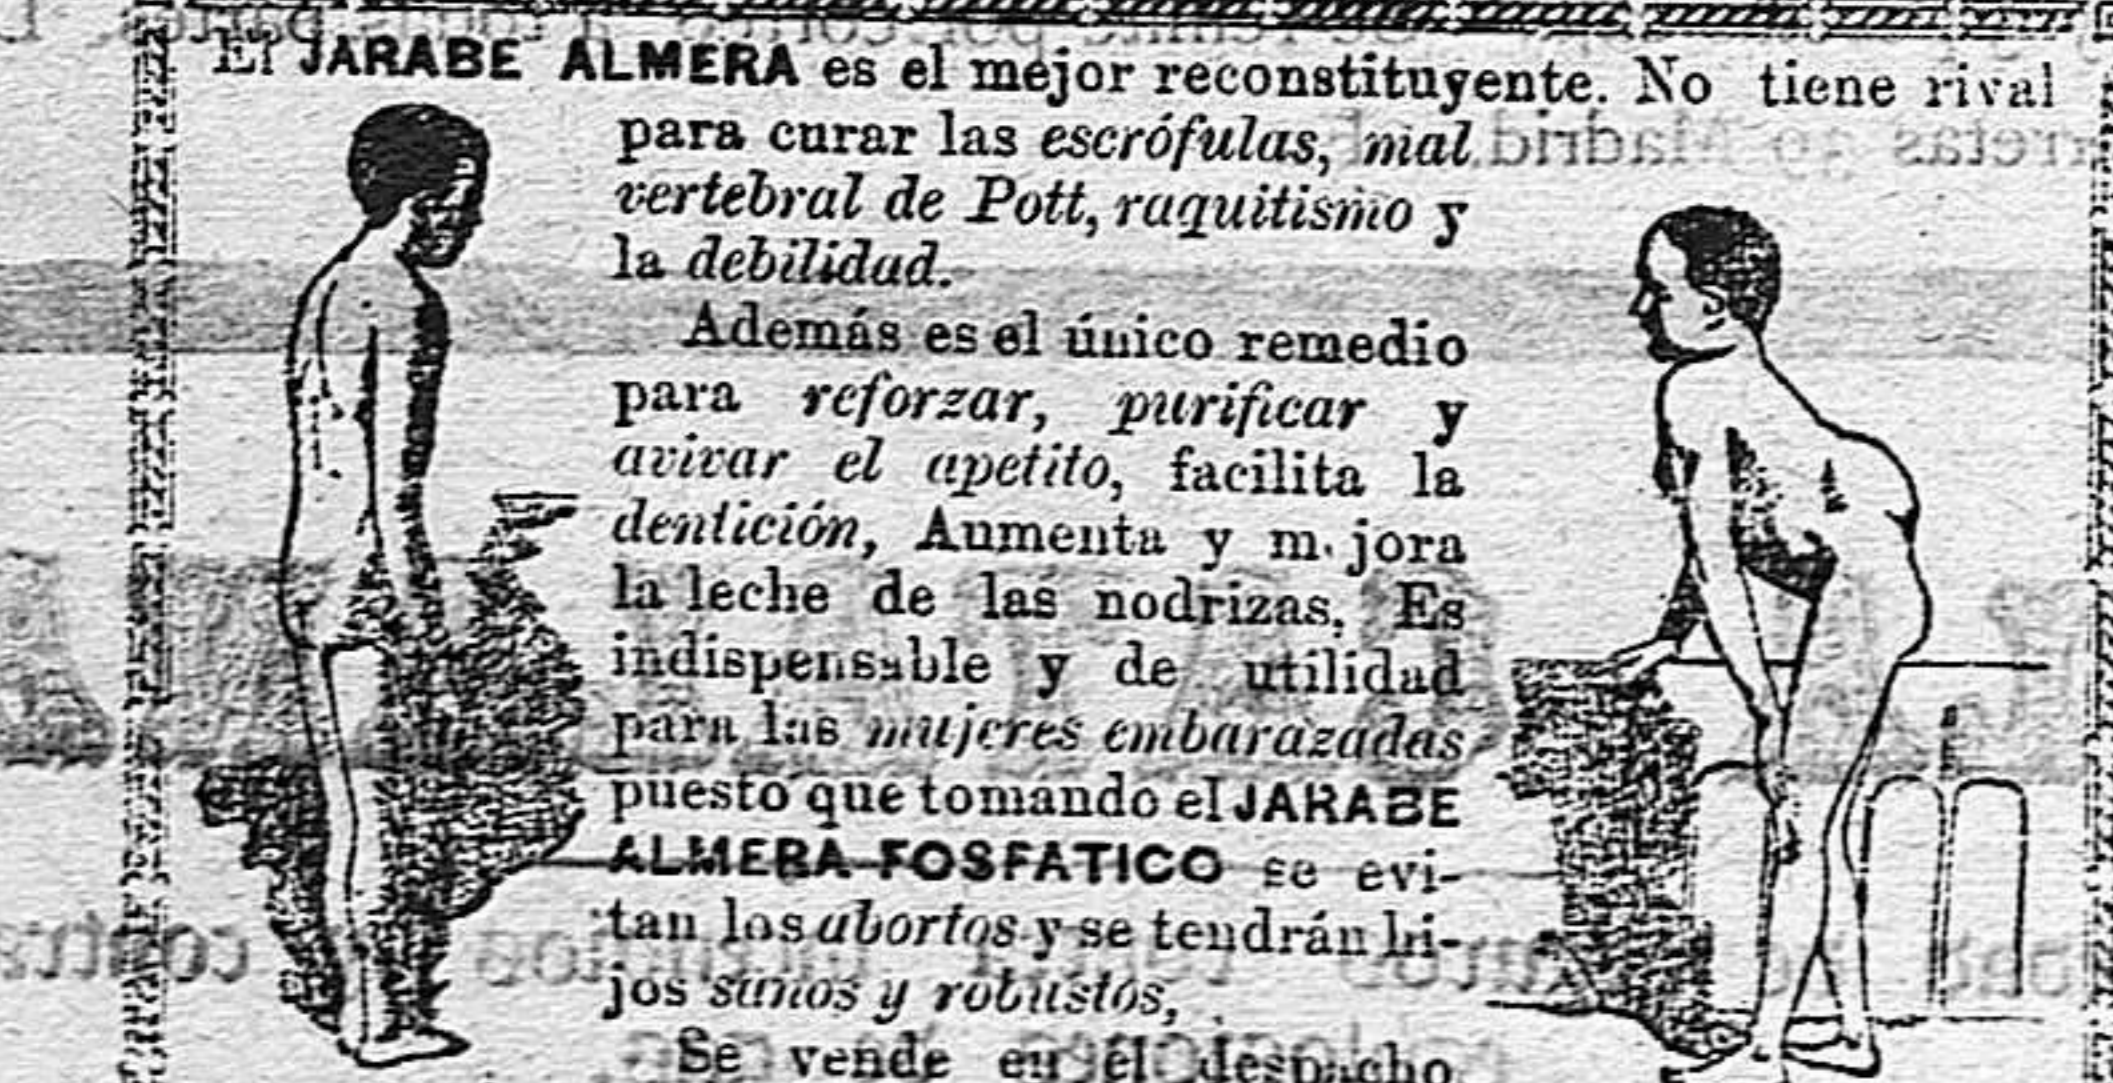 El JARABE ALMERA es el mejor reconstituyente. No tiene rival
para curar las escrófulas, mal
vertebral de Pott, raquitismo y
la debilidad.
Además es el único remedio
para reforzar, purificar y
avivar el apetito, facilita la
dentición, Aumenta y m jora
la leche de las nodrizas. Es
indispensable y de utilidad
para las mujeres embarazadas
puesto que tomando el JARABE
ALMERA FOSFATICO se evi-
tan los abortos y se tendrán hi-
jos sanos y robustos,
Se vende en el despacho